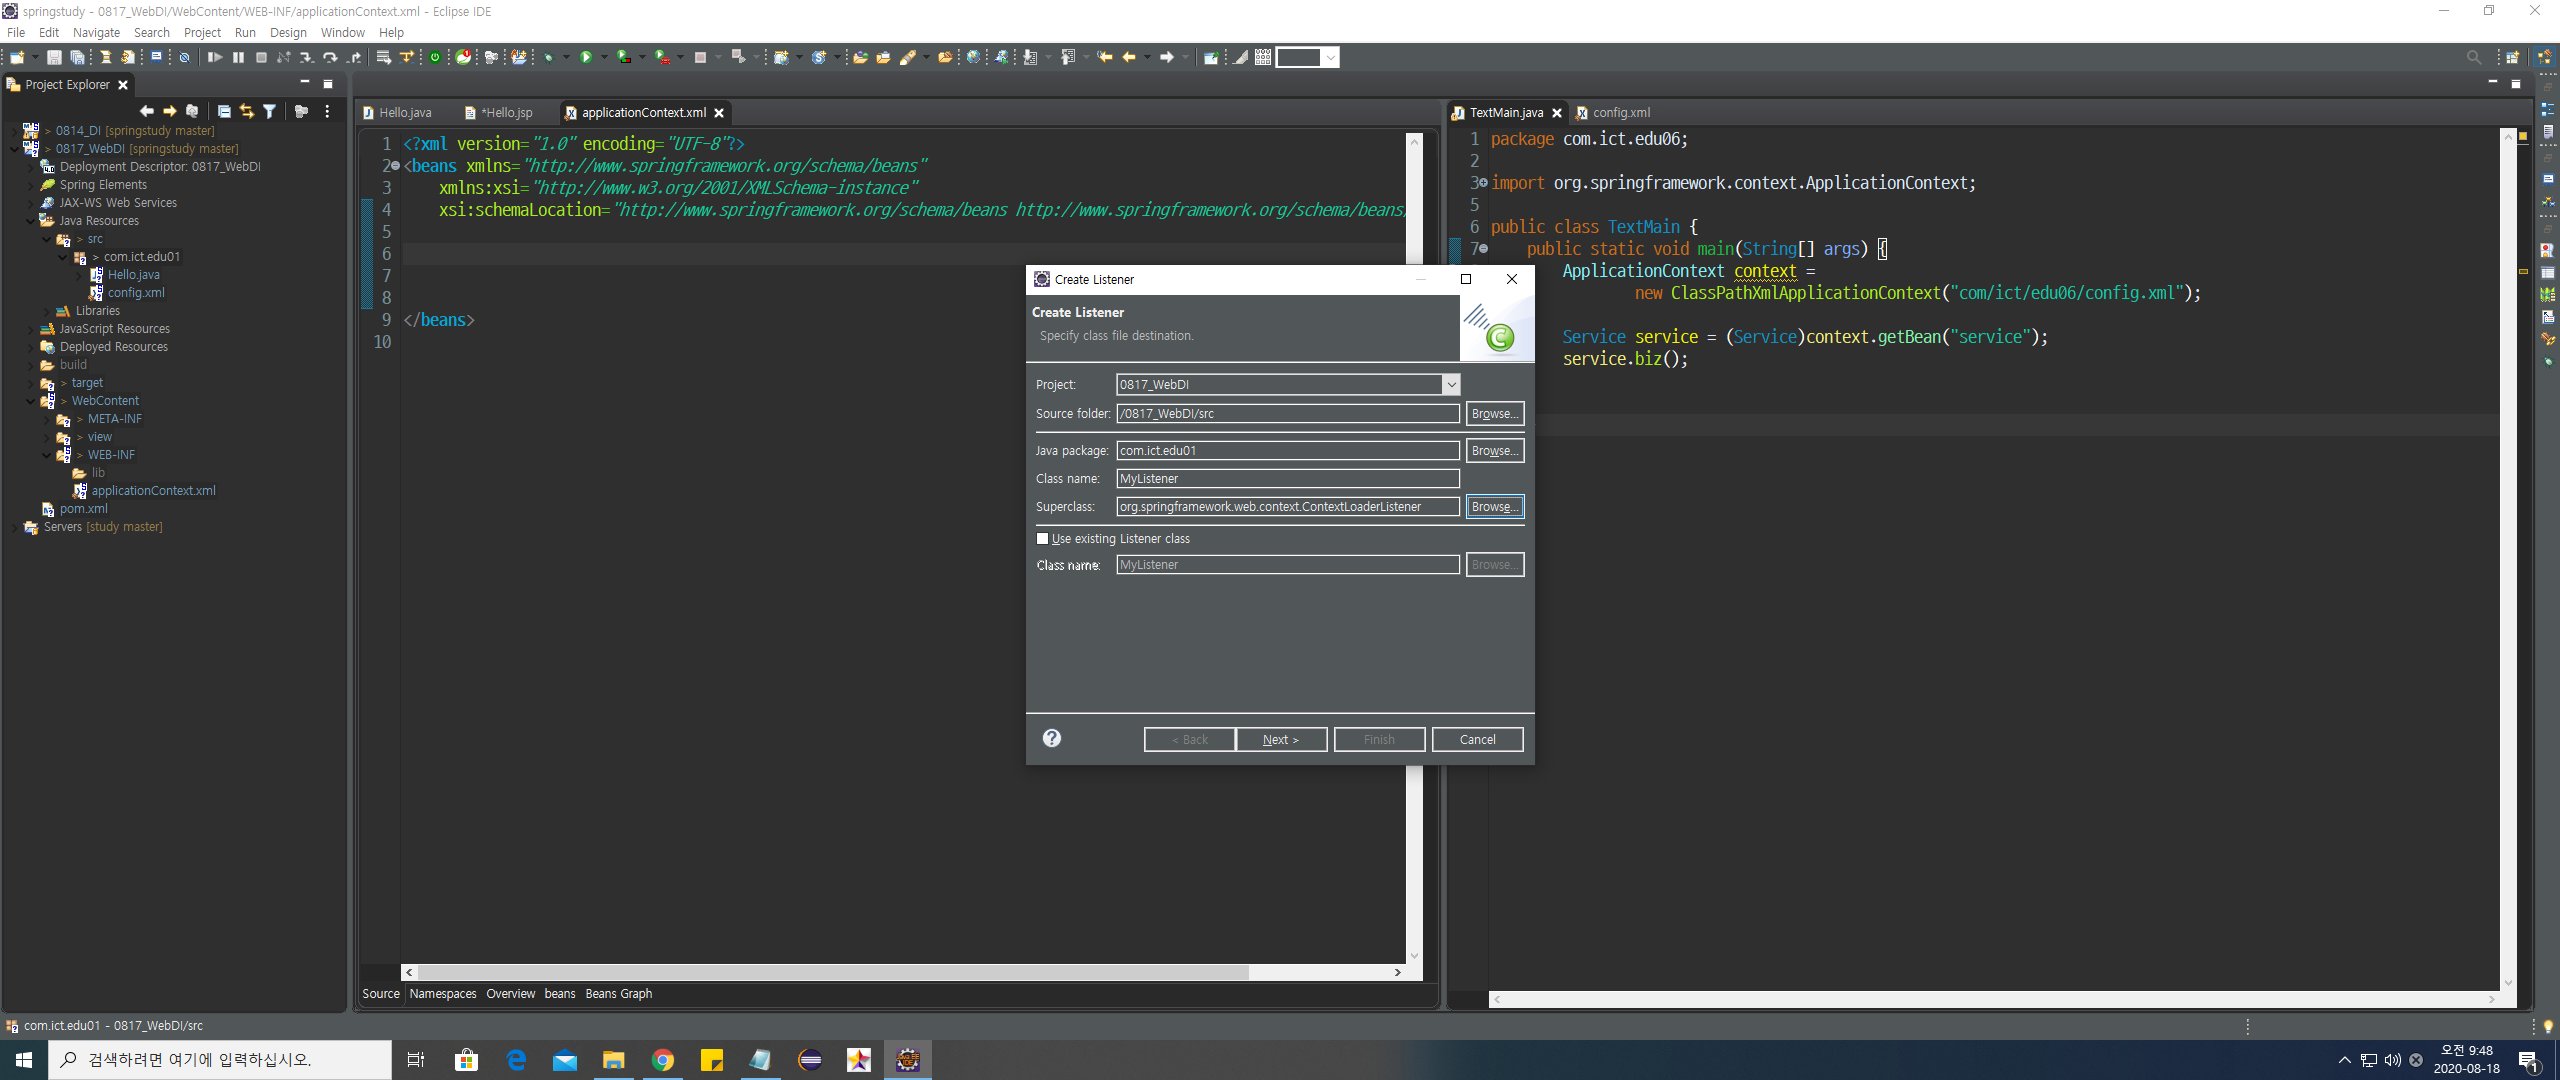 springstudy - 0817_WebDI/WebContent/WEB-INF/applicationContext.xml - Eclipse IDE
File Edit Navigate Search Project Run Design Window Help
Project Explorer
> 0814_DI [springstudy master]
> 0817_WebDI [springstudy master]
Deployment Descriptor: 0817_WebDI
Spring Elements
JAX-WS Web Services
Java Resources
> src
> com.ict.edu01
Hello.java
config.xml
Libraries
JavaScript Resources
Deployed Resources
build
> target
> WebContent
> META-INF
> view
> WEB-INF
lib
applicationContext.xml
pom.xml
Servers [study master]
Hello.java *Hello.jsp applicationContext.xml
1 <?xml version="1.0" encoding="UTF-8"?>
2 <beans xmlns="http://www.springframework.org/schema/beans"
3 xmlns:xsi="http://www.w3.org/2001/XMLSchema-instance"
4 xsi:schemaLocation="http://www.springframework.org/schema/beans http://www.springframework.org/schema/beans/
5
6
7
8
9 </beans>
10
Source Namespaces Overview beans Beans Graph
TextMain.java config.xml
1 package com.ict.edu06;
2
3 import org.springframework.context.ApplicationContext;
5
6 public class TextMain {
7 public static void main(String[] args) {
ApplicationContext context =
new ClassPathXmlApplicationContext("com/ict/edu06/config.xml");
Service service = (Service)context.getBean("service");
service.biz();
Create Listener
Create Listener
Specify class file destination.
Project: 0817_WebDI
Source folder: /0817_WebDI/src Browse...
Java package: com.ict.edu01 Browse...
Class name: MyListener
Superclass: org.springframework.web.context.ContextLoaderListener Browse...
Use existing Listener class
Class name: MyListener Browse...
< Back Next > Finish Cancel
com.ict.edu01 - 0817_WebDI/src
검색하려면 여기에 입력하십시오.
오전 9:48
2020-08-18
1